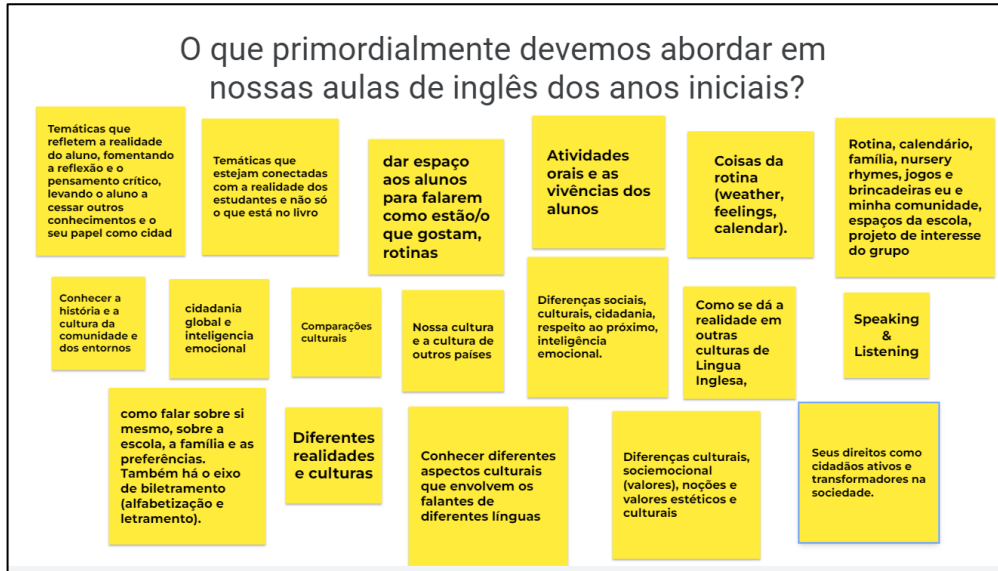 O que primordialmente devemos abordar em
nossas aulas de inglês dos anos iniciais?
Temáticas que
refletem a realidade
do aluno, fomentando
a reflexão e o
pensamento crítico,
levando o aluno a
cessar outros
conhecimentos e o
seu papel como cidad
Temáticas que
estejam conectadas
com a realidade dos
estudantes e não só
o que está no livro
dar espaço
aos alunos
para falarem
como estão/o
que gostam,
rotinas
Atividades
orais e as
vivências dos
alunos
Coisas da
rotina
(weather,
feelings,
calendar).
Rotina, calendário,
família, nursery
rhymes, jogos e
brincadeiras eu e
minha comunidade,
espaços da escola,
projeto de interesse
do grupo
Conhecer a
história e a
cultura da
comunidade e
dos entornos
cidadania
global e
inteligencia
emocional
Comparações
culturais
Nossa cultura
e a cultura de
outros países
Diferenças sociais,
culturais, cidadania,
respeito ao próximo,
inteligência
emocional.
Como se dá a
realidade em
outras
culturas de
Lingua
Inglesa,
Speaking
&
Listening
como falar sobre si
mesmo, sobre a
escola, a família e as
preferências.
Também há o eixo
de biletramento
(alfabetização e
letramento).
Diferentes
realidades
e culturas
Conhecer diferentes
aspectos culturais
que envolvem os
falantes de
diferentes línguas
Diferenças culturais,
sociemocional
(valores), noções e
valores estéticos e
culturais
Seus direitos como
cidadãos ativos e
transformadores na
sociedade.